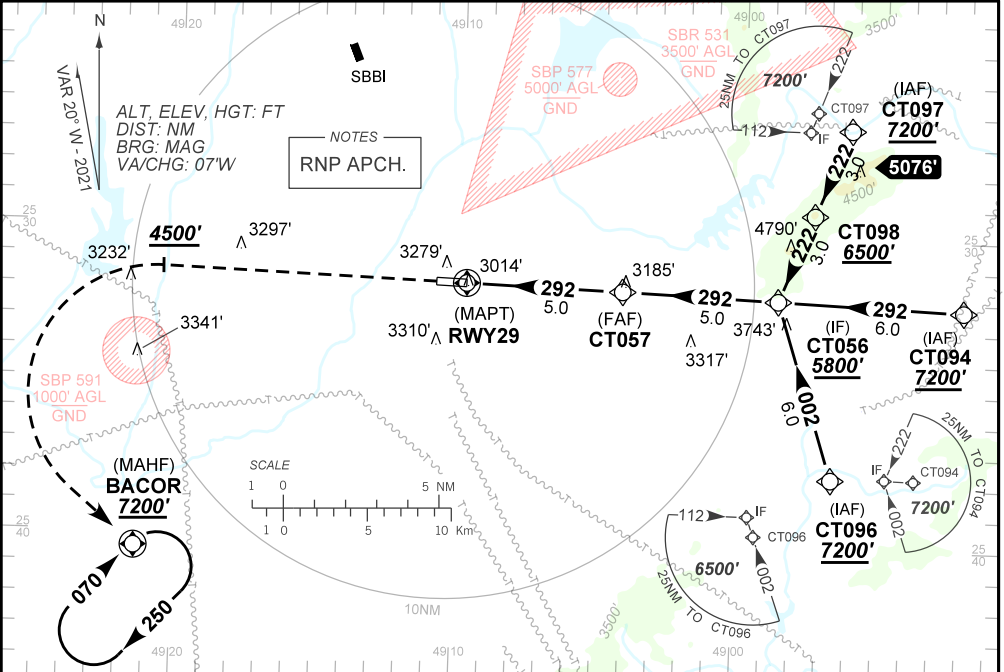 49 20
49 10
49 00
3500'
N
VAR 20° W - 2021
ALT, ELEV, HGT: FT
DIST: NM
BRG: MAG
VA/CHG: 07'W
SBBI
NOTES
RNP APCH.
SBR 531
3500' AGL
GND
SBP 577
5000' AGL
GND
25NM TO CT097
7200'
222
CT097
112
IF
(IAF)
CT097
7200'
222
3.0
5076'
4500'
CT098
6500'
222
3.0
4790'
25
30
25
30
4500'
3297'
3232'
3279'
3014'
3185'
(MAPT)
RWY29
292
5.0
(FAF)
CT057
292
5.0
3310'
3317'
3743'
(IF)
CT056
5800'
292
6.0
(IAF)
CT094
7200'
3341'
SBP 591
1000' AGL
GND
002
6.0
(IAF)
CT096
7200'
25NM TO CT094
222
IF
CT094
7200'
002
(MAHF)
BACOR
7200'
SCALE
1 0 5 NM
1 0 5 10 Km
112
IF
CT096
6500'
002
25NM TO CT096
25
40
25
40
070
250
10NM
3500'
49 20
49 10
49 00